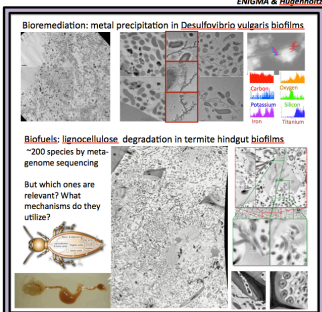 ENIGMA & Hugenholtz
Bioremediation: metal precipitation in Desulfovibrio vulgaris biofilms
Carbon
Oxygen
Potassium
Silicon
Iron
Titanium
Biofuels: lignocellulose degradation in termite hindgut biofilms
~200 species by meta-
genome sequencing
But which ones are
relevant? What
mechanisms do they
utilize?